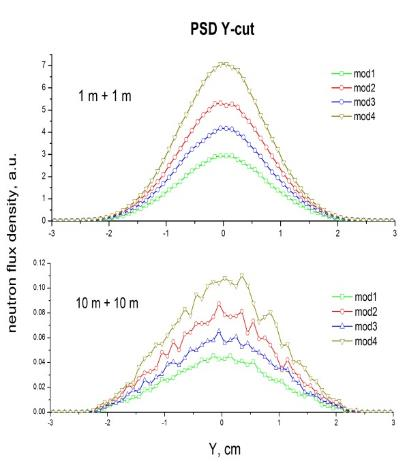 PSD Y-cut
1 m + 1 m
mod1
mod2
mod3
mod4
7
6
5
4
3
2
1
0
-3
-2
-1
0
1
2
3
neutron flux density, a.u.
10 m + 10 m
mod1
mod2
mod3
mod4
0.12
0.10
0.08
0.06
0.04
0.02
0.00
-3
-2
-1
0
1
2
3
Y, cm